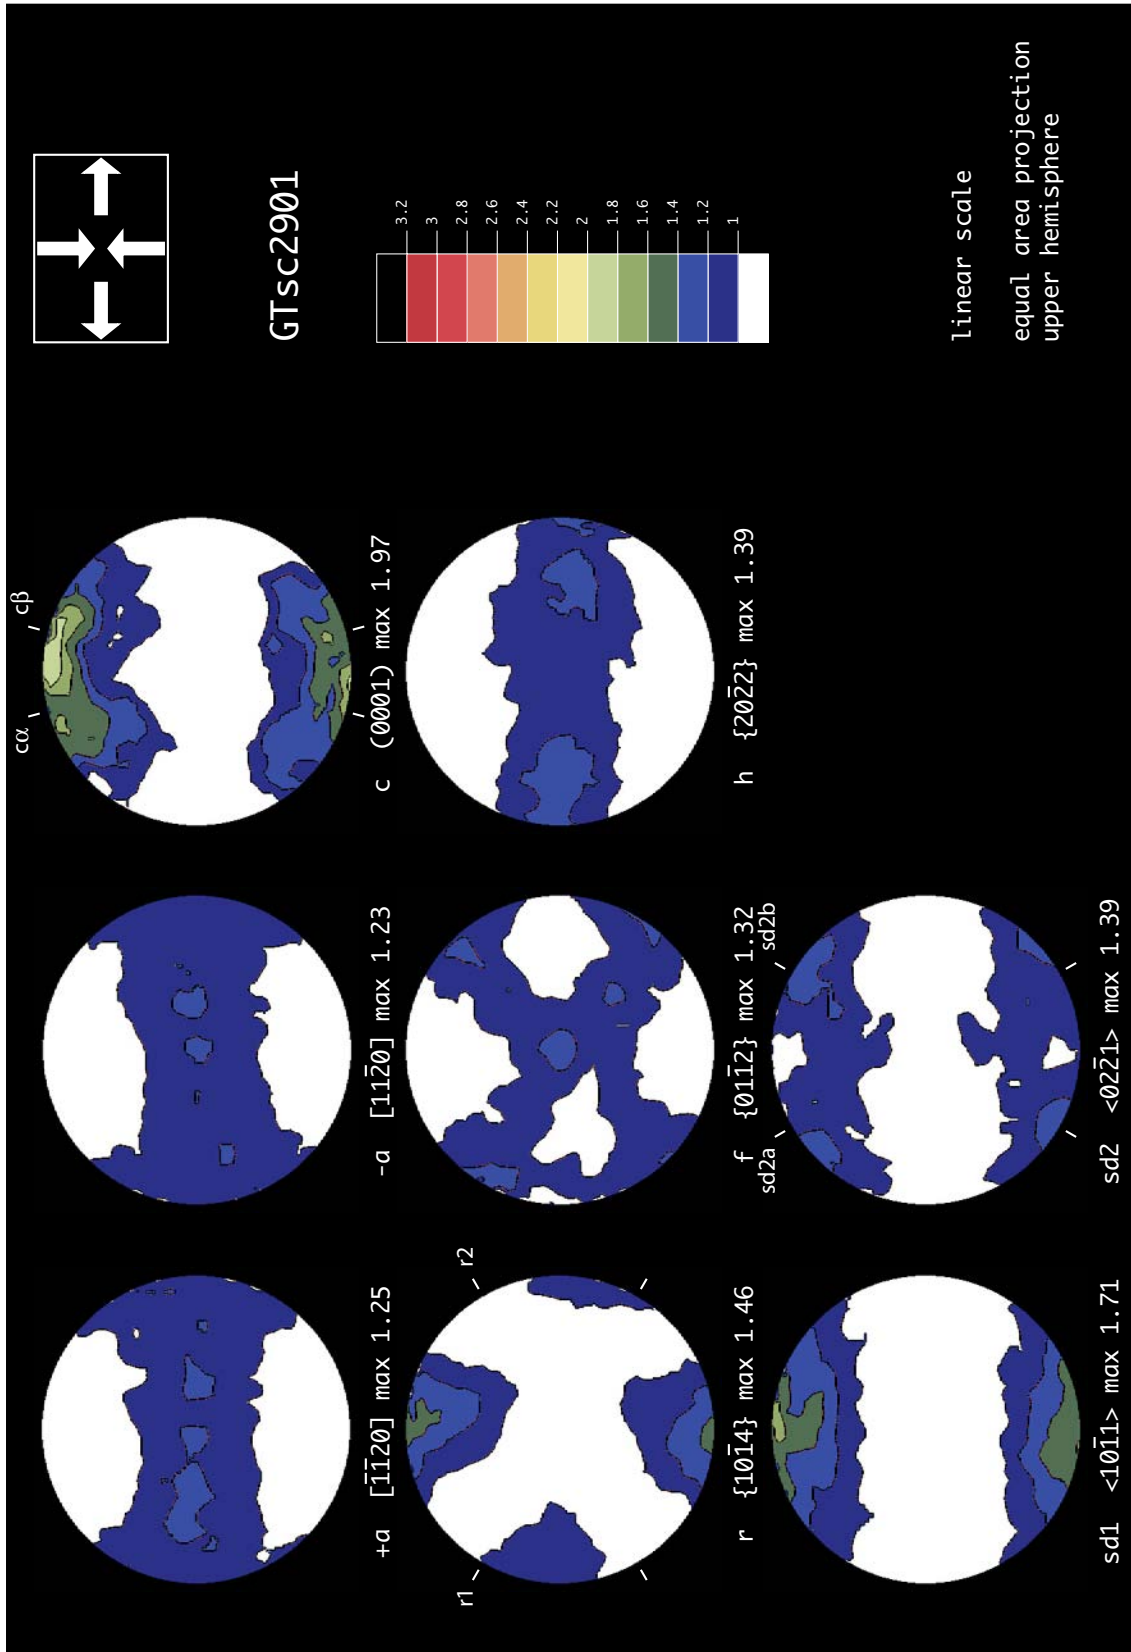 cα cβ
+a [1̅1̅20] max 1.25
-a [112̅0] max 1.23
c (0001) max 1.97
GTsc2901
3.2
3
2.8
2.6
2.4
2.2
2
1.8
1.6
1.4
1.2
1
r1 r2
r {101̅4} max 1.46
f {011̅2} max 1.32
h {202̅2} max 1.39
sd2a sd2b
sd1 <101̅1> max 1.71
sd2 <022̅1> max 1.39
linear scale
equal area projection
upper hemisphere